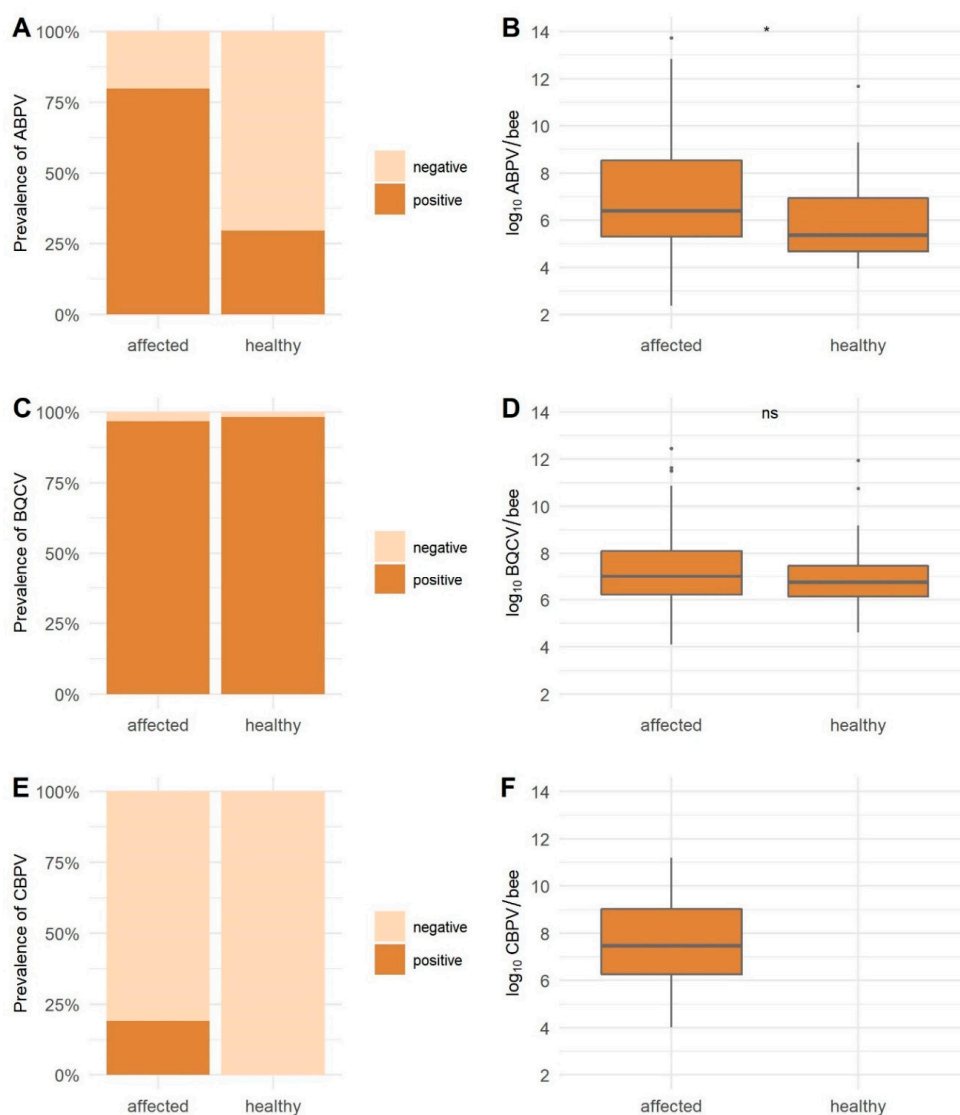 A
Prevalence of ABPV
100%
75%
50%
25%
0%
affected healthy
negative
positive
B
*
log₁₀ ABPV/bee
14
12
10
8
6
4
2
affected healthy
C
Prevalence of BQCV
100%
75%
50%
25%
0%
affected healthy
negative
positive
D
ns
log₁₀ BQCV/bee
14
12
10
8
6
4
2
affected healthy
E
Prevalence of CBPV
100%
75%
50%
25%
0%
affected healthy
negative
positive
F
log₁₀ CBPV/bee
14
12
10
8
6
4
2
affected healthy